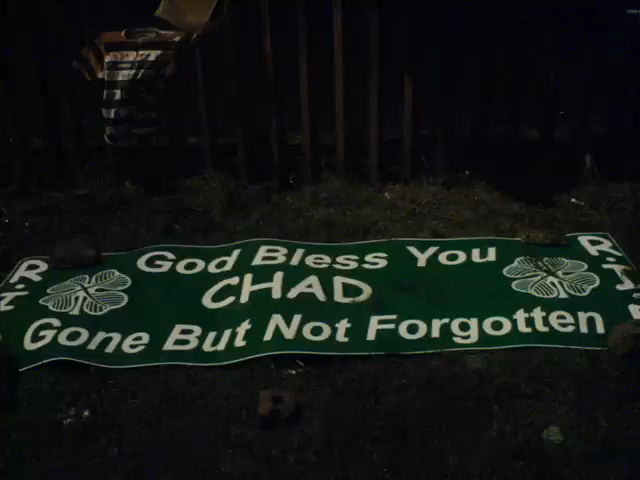 God Bless You
CHAD
Gone But Not Forgotten
R.I.
R.I.